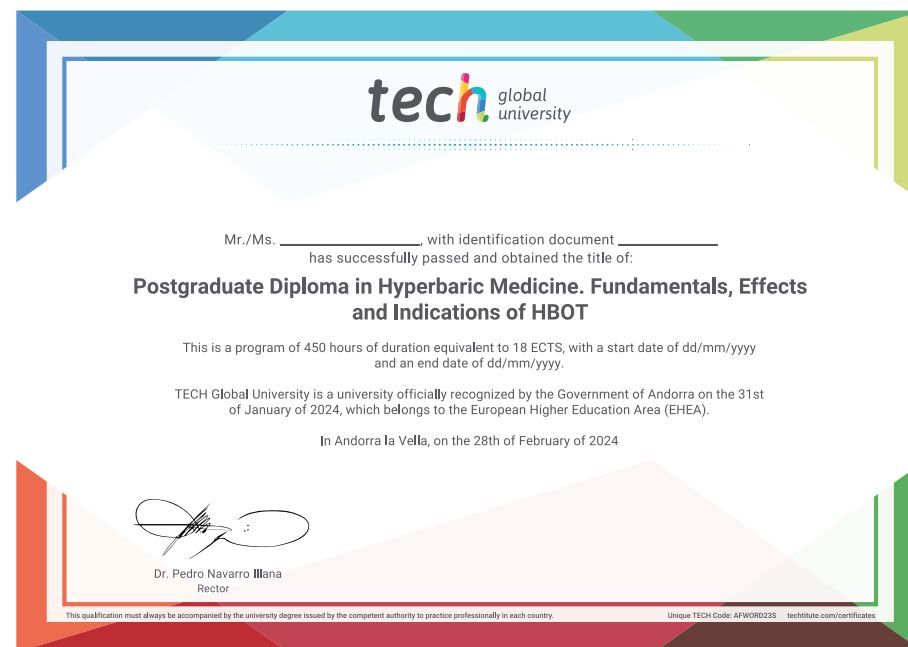 tech global university
Mr./Ms. ____________, with identification document ____________
has successfully passed and obtained the title of:
Postgraduate Diploma in Hyperbaric Medicine. Fundamentals, Effects
and Indications of HBOT
This is a program of 450 hours of duration equivalent to 18 ECTS, with a start date of dd/mm/yyyy
and an end date of dd/mm/yyyy.
TECH Global University is a university officially recognized by the Government of Andorra on the 31st
of January of 2024, which belongs to the European Higher Education Area (EHEA).
In Andorra la Vella, on the 28th of February of 2024
Dr. Pedro Navarro Illana
Rector
This qualification must always be accompanied by the university degree issued by the competent authority to practice professionally in each country.
Unique TECH Code: AFWORD23S techtitute.com/certificates